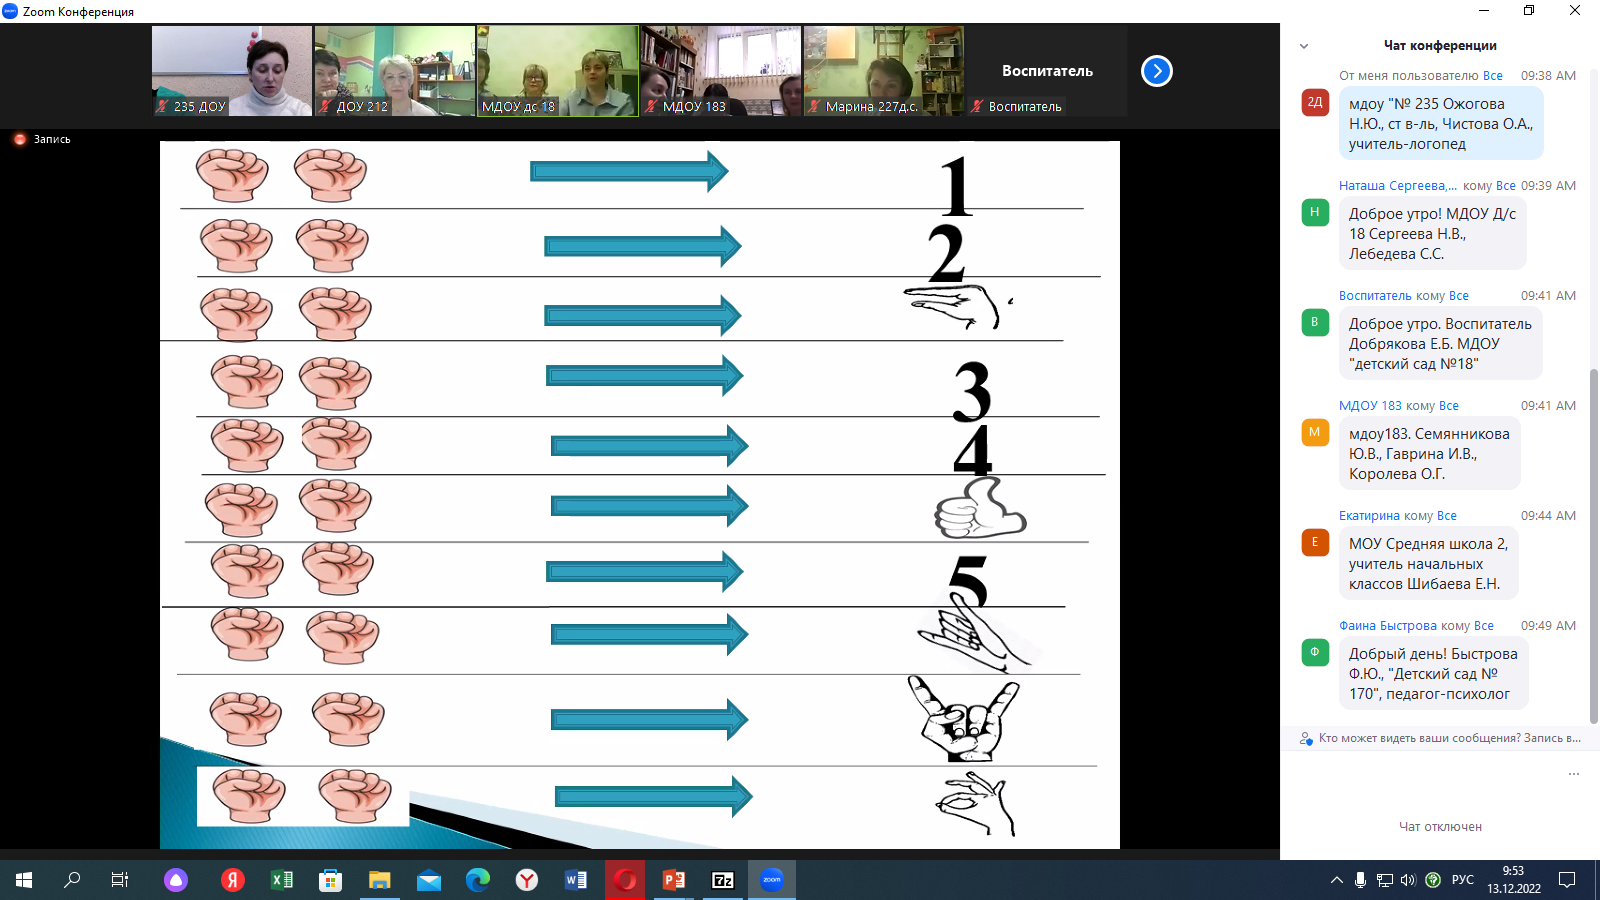 Zoom Конференция
235 ДОУ
ДОУ 212
МДОУ дс 18
МДОУ 183
Марина 227д.с.
Воспитатель
Воспитатель
Запись
1
2
3
4
5
Чат конференции
От меня пользователю Все 09:38 AM
2Д
мдоу "№ 235 Ожогова
Н.Ю., ст в-ль, Чистова О.А.,
учитель-логопед
Наташа Сергеева,... кому Все 09:39 AM
Н
Доброе утро! МДОУ Д/с
18 Сергеева Н.В.,
Лебедева С.С.
Воспитатель кому Все 09:41 AM
В
Доброе утро. Воспитатель
Добрякова Е.Б. МДОУ
"детский сад №18"
МДОУ 183 кому Все 09:41 AM
М
мдоу183. Семянникова
Ю.В., Гаврина И.В.,
Королева О.Г.
Екатирина кому Все 09:44 AM
Е
МОУ Средняя школа 2,
учитель начальных
классов Шибаева Е.Н.
Фаина Быстрова кому Все 09:49 AM
Ф
Добрый день! Быстрова
Ф.Ю., "Детский сад №
170", педагог-психолог
Кто может видеть ваши сообщения? Запись в...
Чат отключен
Я
Y
7z
zoom
РУС
9:53
13.12.2022